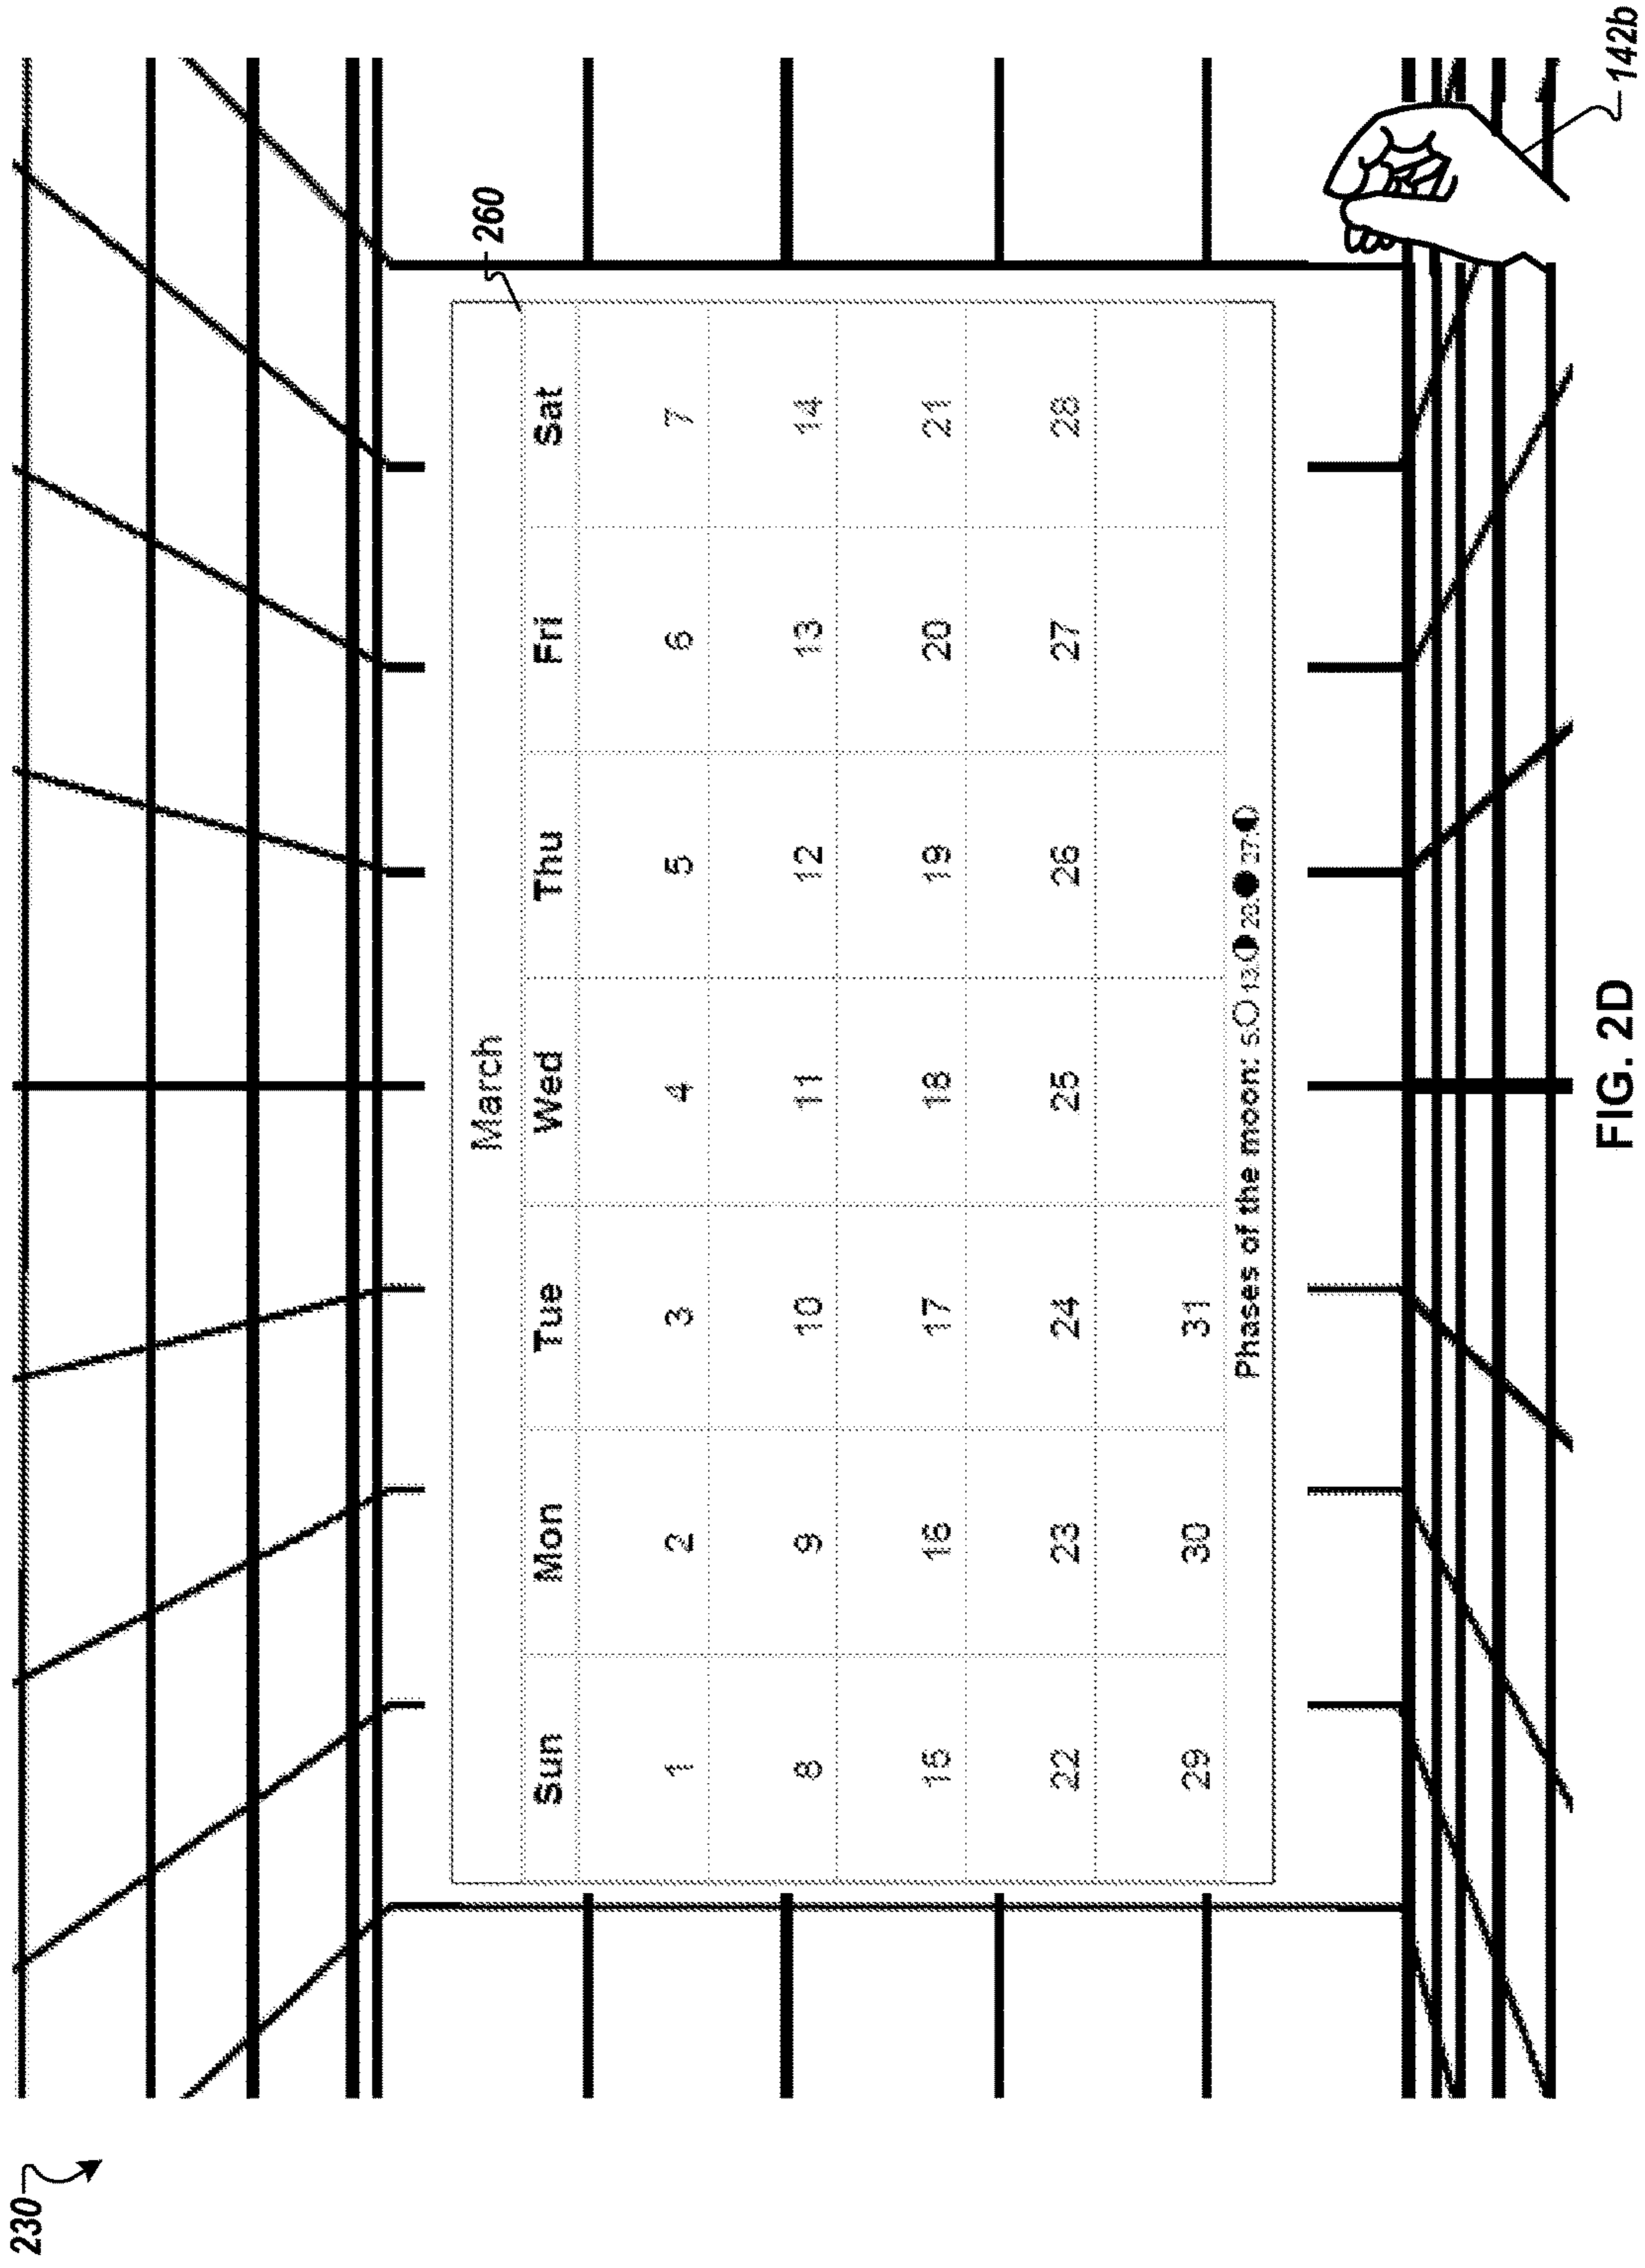 230
260
March
Sun Mon Tue Wed Thu Fri Sat
1 2 3 4 5 6 7
8 9 10 11 12 13 14
15 16 17 18 19 20 21
22 23 24 25 26 27 28
29 30 31
Phases of the moon: 5: 13: 20: 27:
142b
FIG. 2D